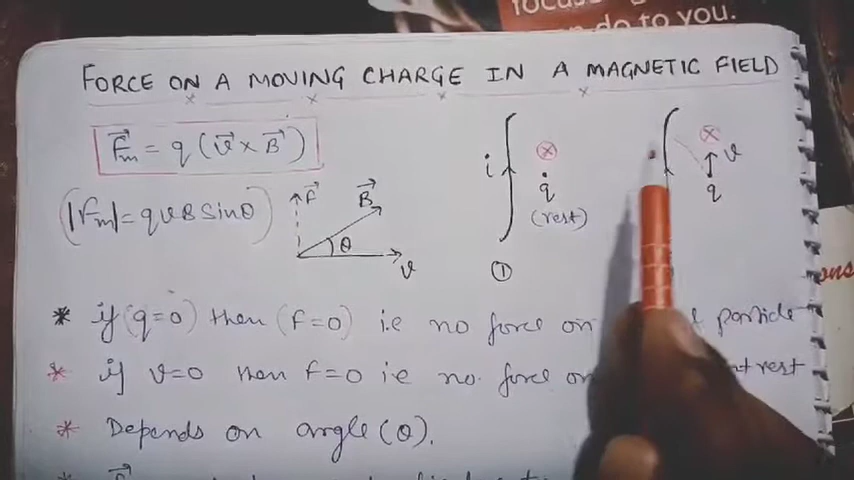 focus
do to you.
FORCE ON A MOVING CHARGE IN A MAGNETIC FIELD
F⃗m = q (v⃗ × B⃗)
(|Fm| = qvB Sinθ)
F⃗
B⃗
θ
v
i
q
(rest)
①
v
q
* if (q=0) then (F=0) i.e no force on particle
* if v=0 then F=0 i.e no. force on rest
* Depends on angle (θ).